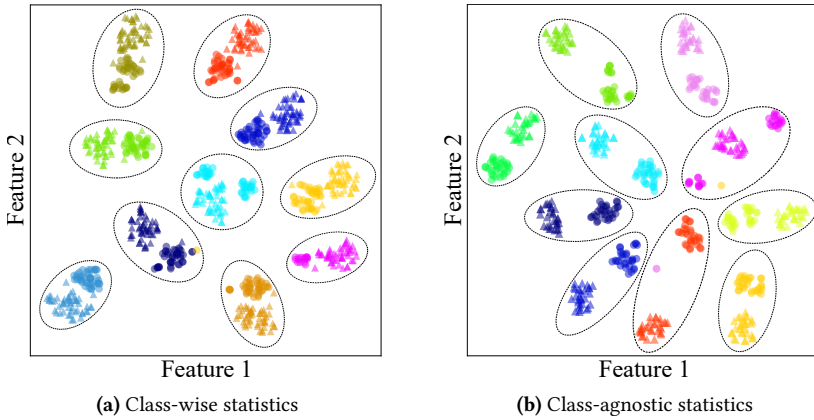 Feature 2
Feature 1
(a) Class-wise statistics
Feature 2
Feature 1
(b) Class-agnostic statistics